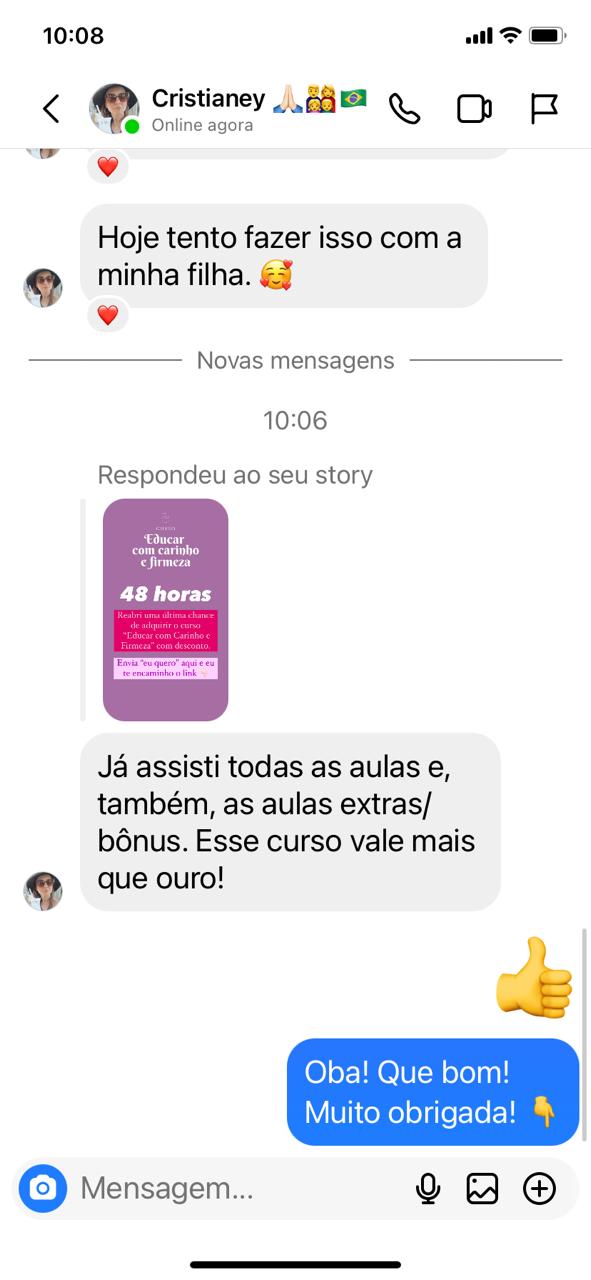 10:08
Cristianey 🙏🏻👨‍👩‍👧‍👦🇧🇷
Online agora
❤️
Hoje tento fazer isso com a
minha filha. 🥰
❤️
Novas mensagens
10:06
Respondeu ao seu story
Educar
com carinho
e firmeza
48 horas
Reabri uma última chance
de adquirir o curso
"Educar com Carinho e
Firmeza" com desconto.
Envia "eu quero" aqui e eu
te encaminho o link
Já assisti todas as aulas e,
também, as aulas extras/
bônus. Esse curso vale mais
que ouro!
👍
Oba! Que bom!
Muito obrigada! 👇
Mensagem...